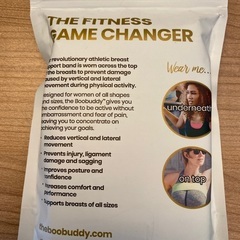 THE FITNESS
GAME CHANGER
revolutionary athletic breast
support band is worn across the top
the breasts to prevent damage
caused by vertical and lateral
movement during physical activity.
Designed for women of all shapes
and sizes, the Boobuddy™ gives you
the confidence to be active without
embarrassment and fear of pain,
leaving you to concentrate on
achieving your goals.
Reduces vertical and lateral
movement
Prevents injury, ligament
damage and sagging
Improves posture and
confidence
Increases comfort and
performance
Supports breasts of all sizes
theboobuddy.com
Wear me...
underneath
on top